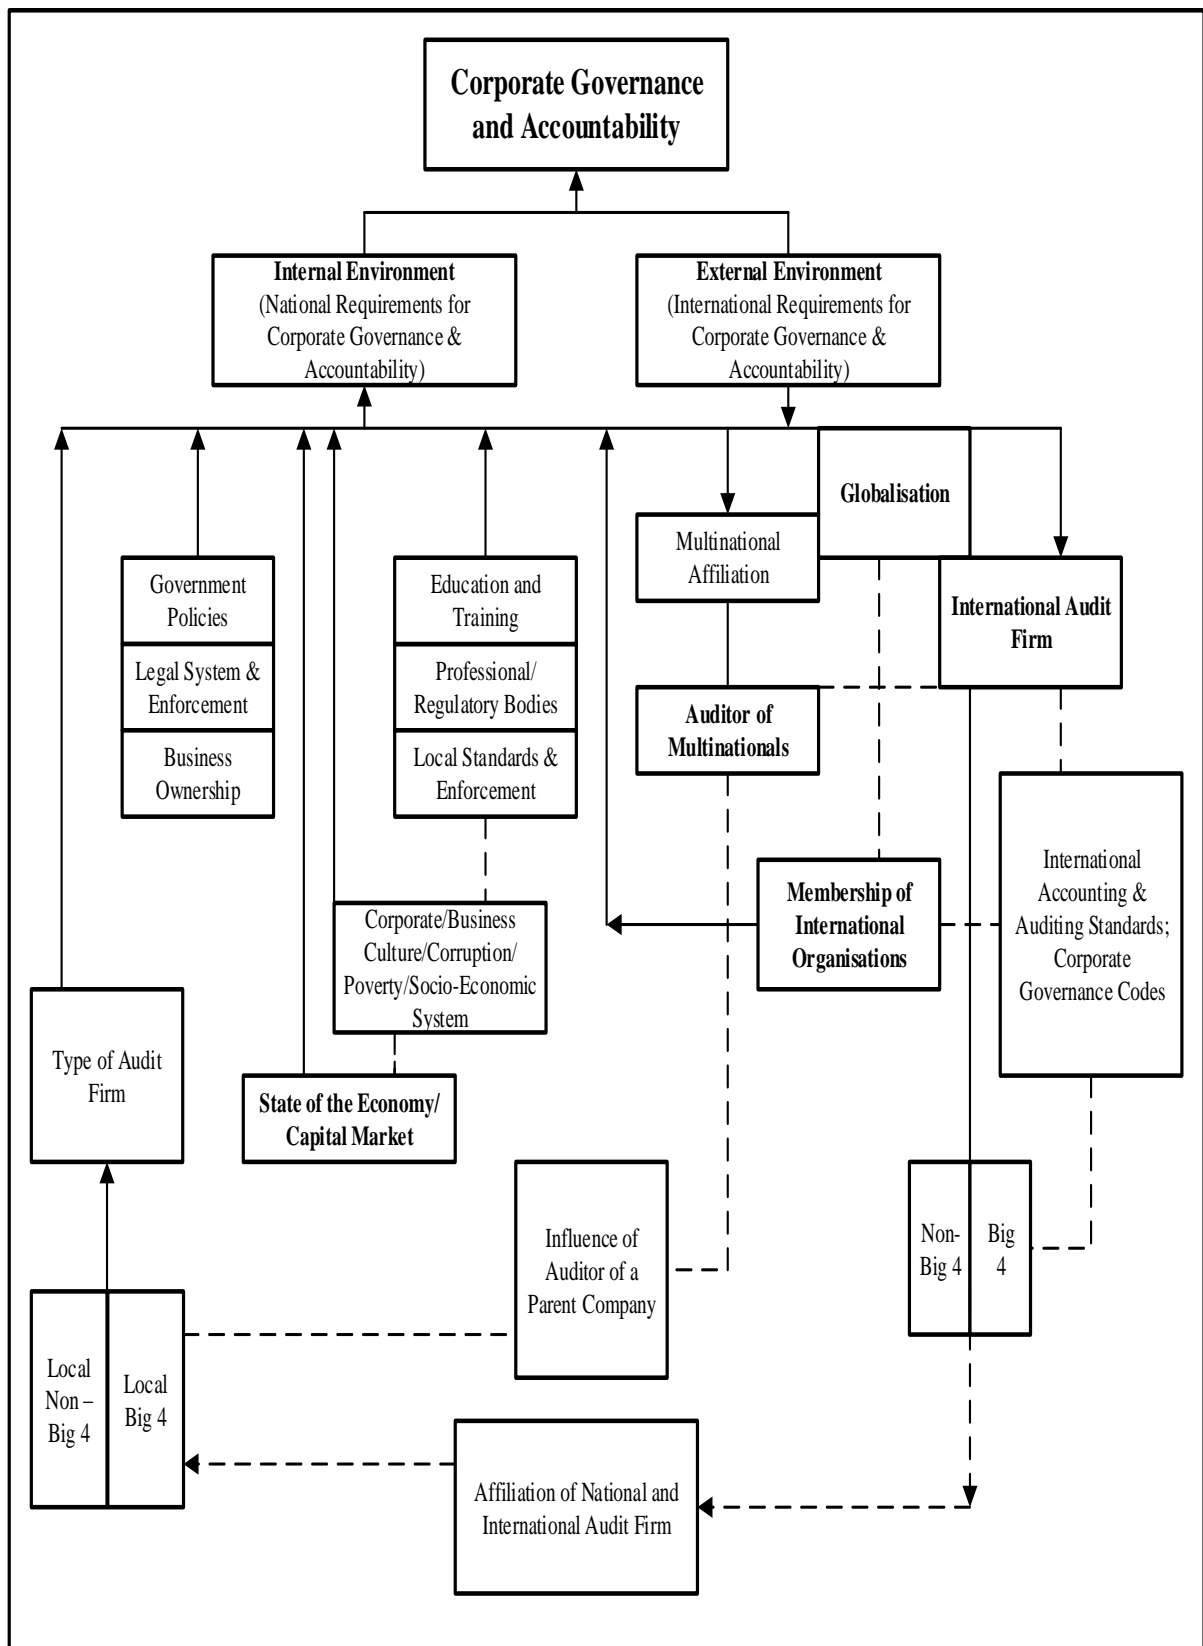 Corporate Governance
and Accountability
Internal Environment
(National Requirements for
Corporate Governance &
Accountability)
External Environment
(International Requirements for
Corporate Governance &
Accountability)
Globalisation
Multinational
Affiliation
Government
Policies
Legal System &
Enforcement
Business
Ownership
Education and
Training
Professional/
Regulatory Bodies
Local Standards &
Enforcement
International Audit
Firm
Auditor of
Multinationals
International
Accounting &
Auditing Standards;
Corporate
Governance Codes
Membership of
International
Organisations
Corporate/Business
Culture/Corruption/
Poverty/Socio-Economic
System
Type of Audit
Firm
State of the Economy/
Capital Market
Influence of
Auditor of a
Parent Company
Non-
Big 4
Big
4
Local
Non –
Big 4
Local
Big 4
Affiliation of National and
International Audit Firm